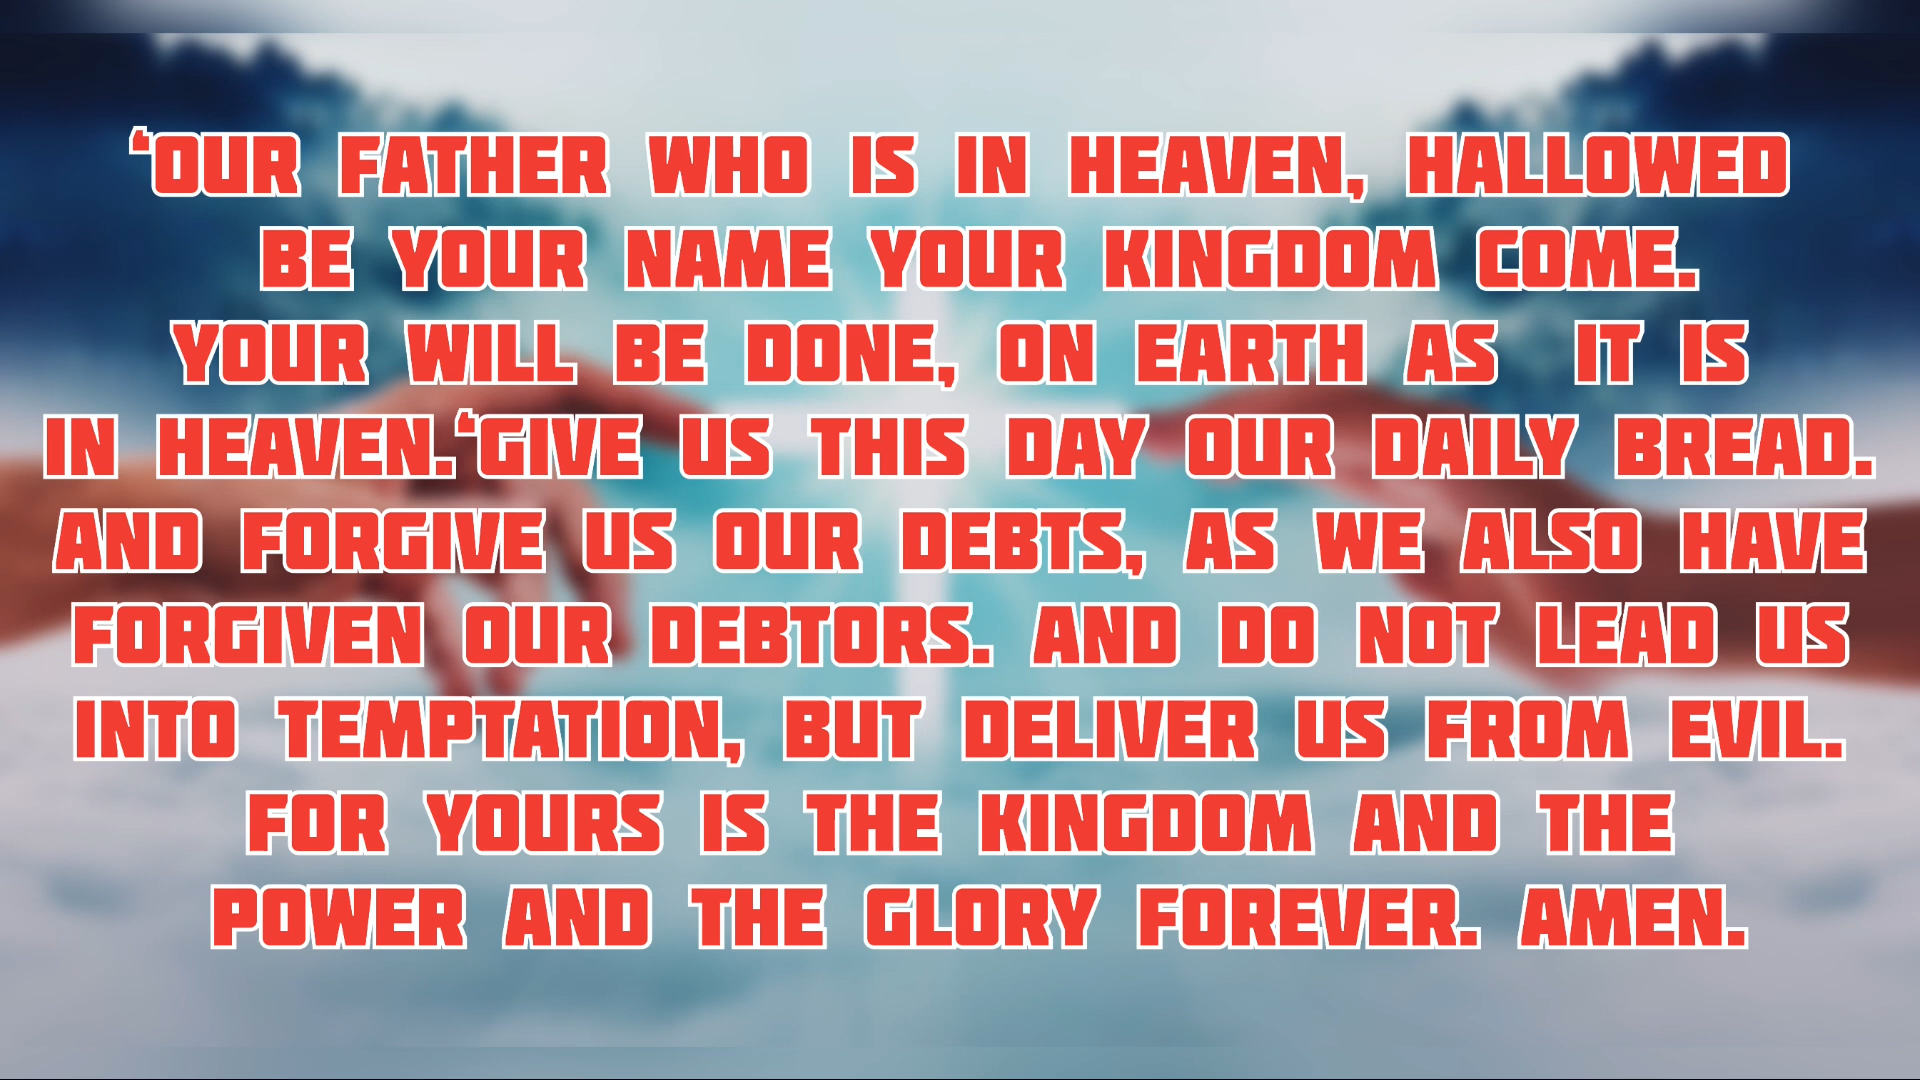 ‘OUR FATHER WHO IS IN HEAVEN, HALLOWED
BE YOUR NAME YOUR KINGDOM COME.
YOUR WILL BE DONE, ON EARTH AS IT IS
IN HEAVEN.‘GIVE US THIS DAY OUR DAILY BREAD.
AND FORGIVE US OUR DEBTS, AS WE ALSO HAVE
FORGIVEN OUR DEBTORS. AND DO NOT LEAD US
INTO TEMPTATION, BUT DELIVER US FROM EVIL.
FOR YOURS IS THE KINGDOM AND THE
POWER AND THE GLORY FOREVER. AMEN.